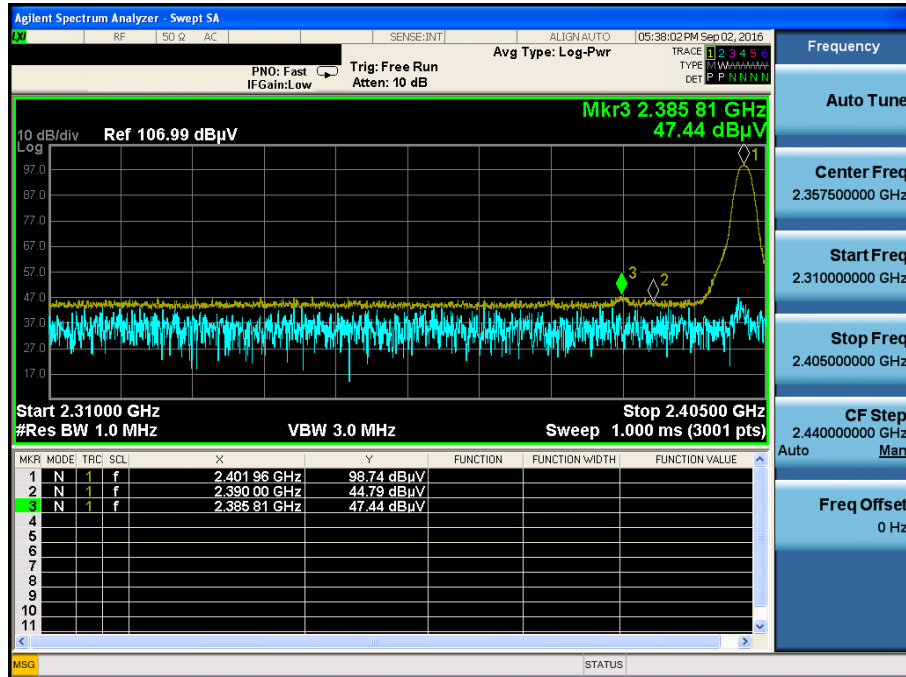 Agilent Spectrum Analyzer - Swept SA
LXI RF 50 Ω AC SENSE:INT ALIGN AUTO 05:38:02 PM Sep 02, 2016
Avg Type: Log-Pwr TRACE 1 2 3 4 5 6
PNO: Fast Trig: Free Run TYPE M W
IFGain:Low Atten: 10 dB DET P P N N N N
Mkr3 2.385 81 GHz
47.44 dBµV
10 dB/div Ref 106.99 dBµV
Log
97.0
87.0
77.0
67.0
57.0
47.0
37.0
27.0
17.0
1
3
2
Start 2.31000 GHz Stop 2.40500 GHz
#Res BW 1.0 MHz VBW 3.0 MHz Sweep 1.000 ms (3001 pts)
MKR MODE TRC SCL X Y FUNCTION FUNCTION WIDTH FUNCTION VALUE
1 N 1 f 2.401 96 GHz 98.74 dBµV
2 N 1 f 2.390 00 GHz 44.79 dBµV
3 N 1 f 2.385 81 GHz 47.44 dBµV
4
5
6
7
8
9
10
11
MSG STATUS
Frequency
Auto Tune
Center Freq
2.357500000 GHz
Start Freq
2.310000000 GHz
Stop Freq
2.405000000 GHz
CF Step
2.440000000 GHz
Auto Man
Freq Offset
0 Hz